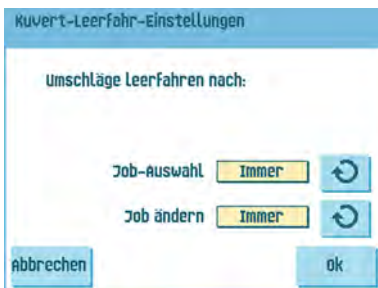 Kuvert-Leerfahr-Einstellungen
Umschläge leerfahren nach:
Job-Auswahl Immer
Job ändern Immer
Abbrechen Ok